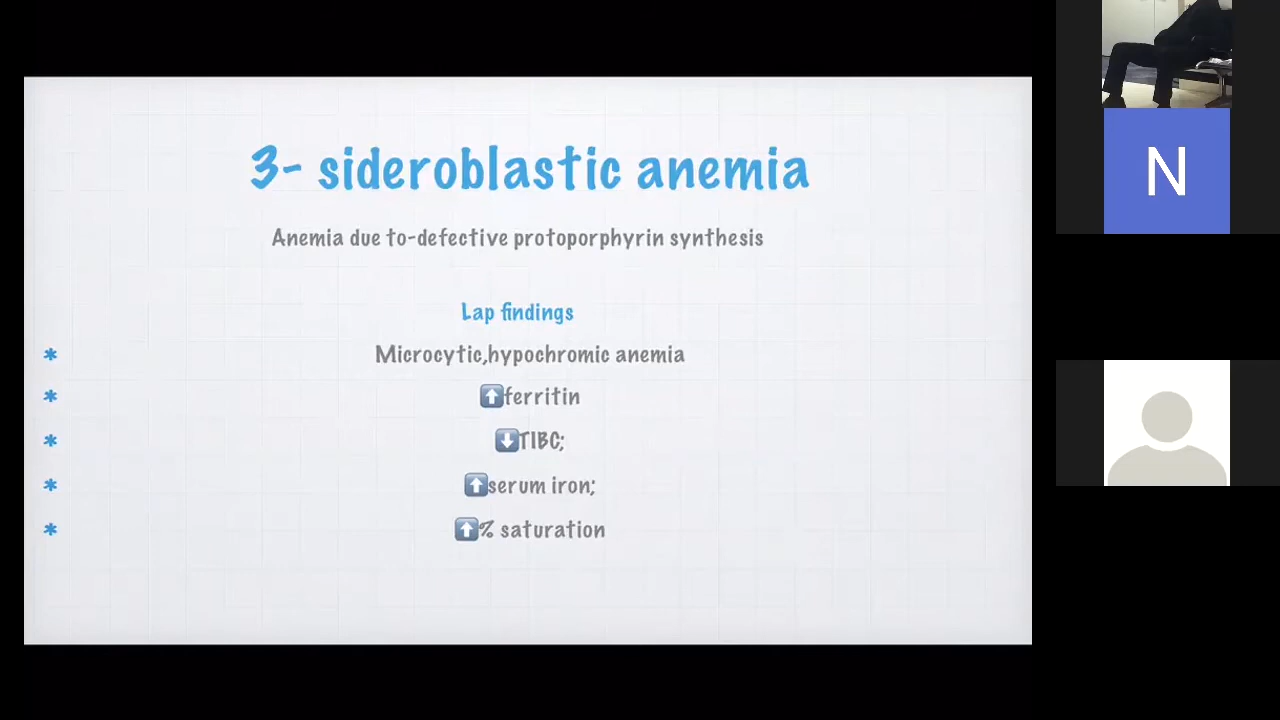 3- sideroblastic anemia
Anemia due to-defective protoporphyrin synthesis
Lap findings
* Microcytic,hypochromic anemia
* ⬆ferritin
* ⬇TIBC;
* ⬆serum iron;
* ⬆% saturation
N